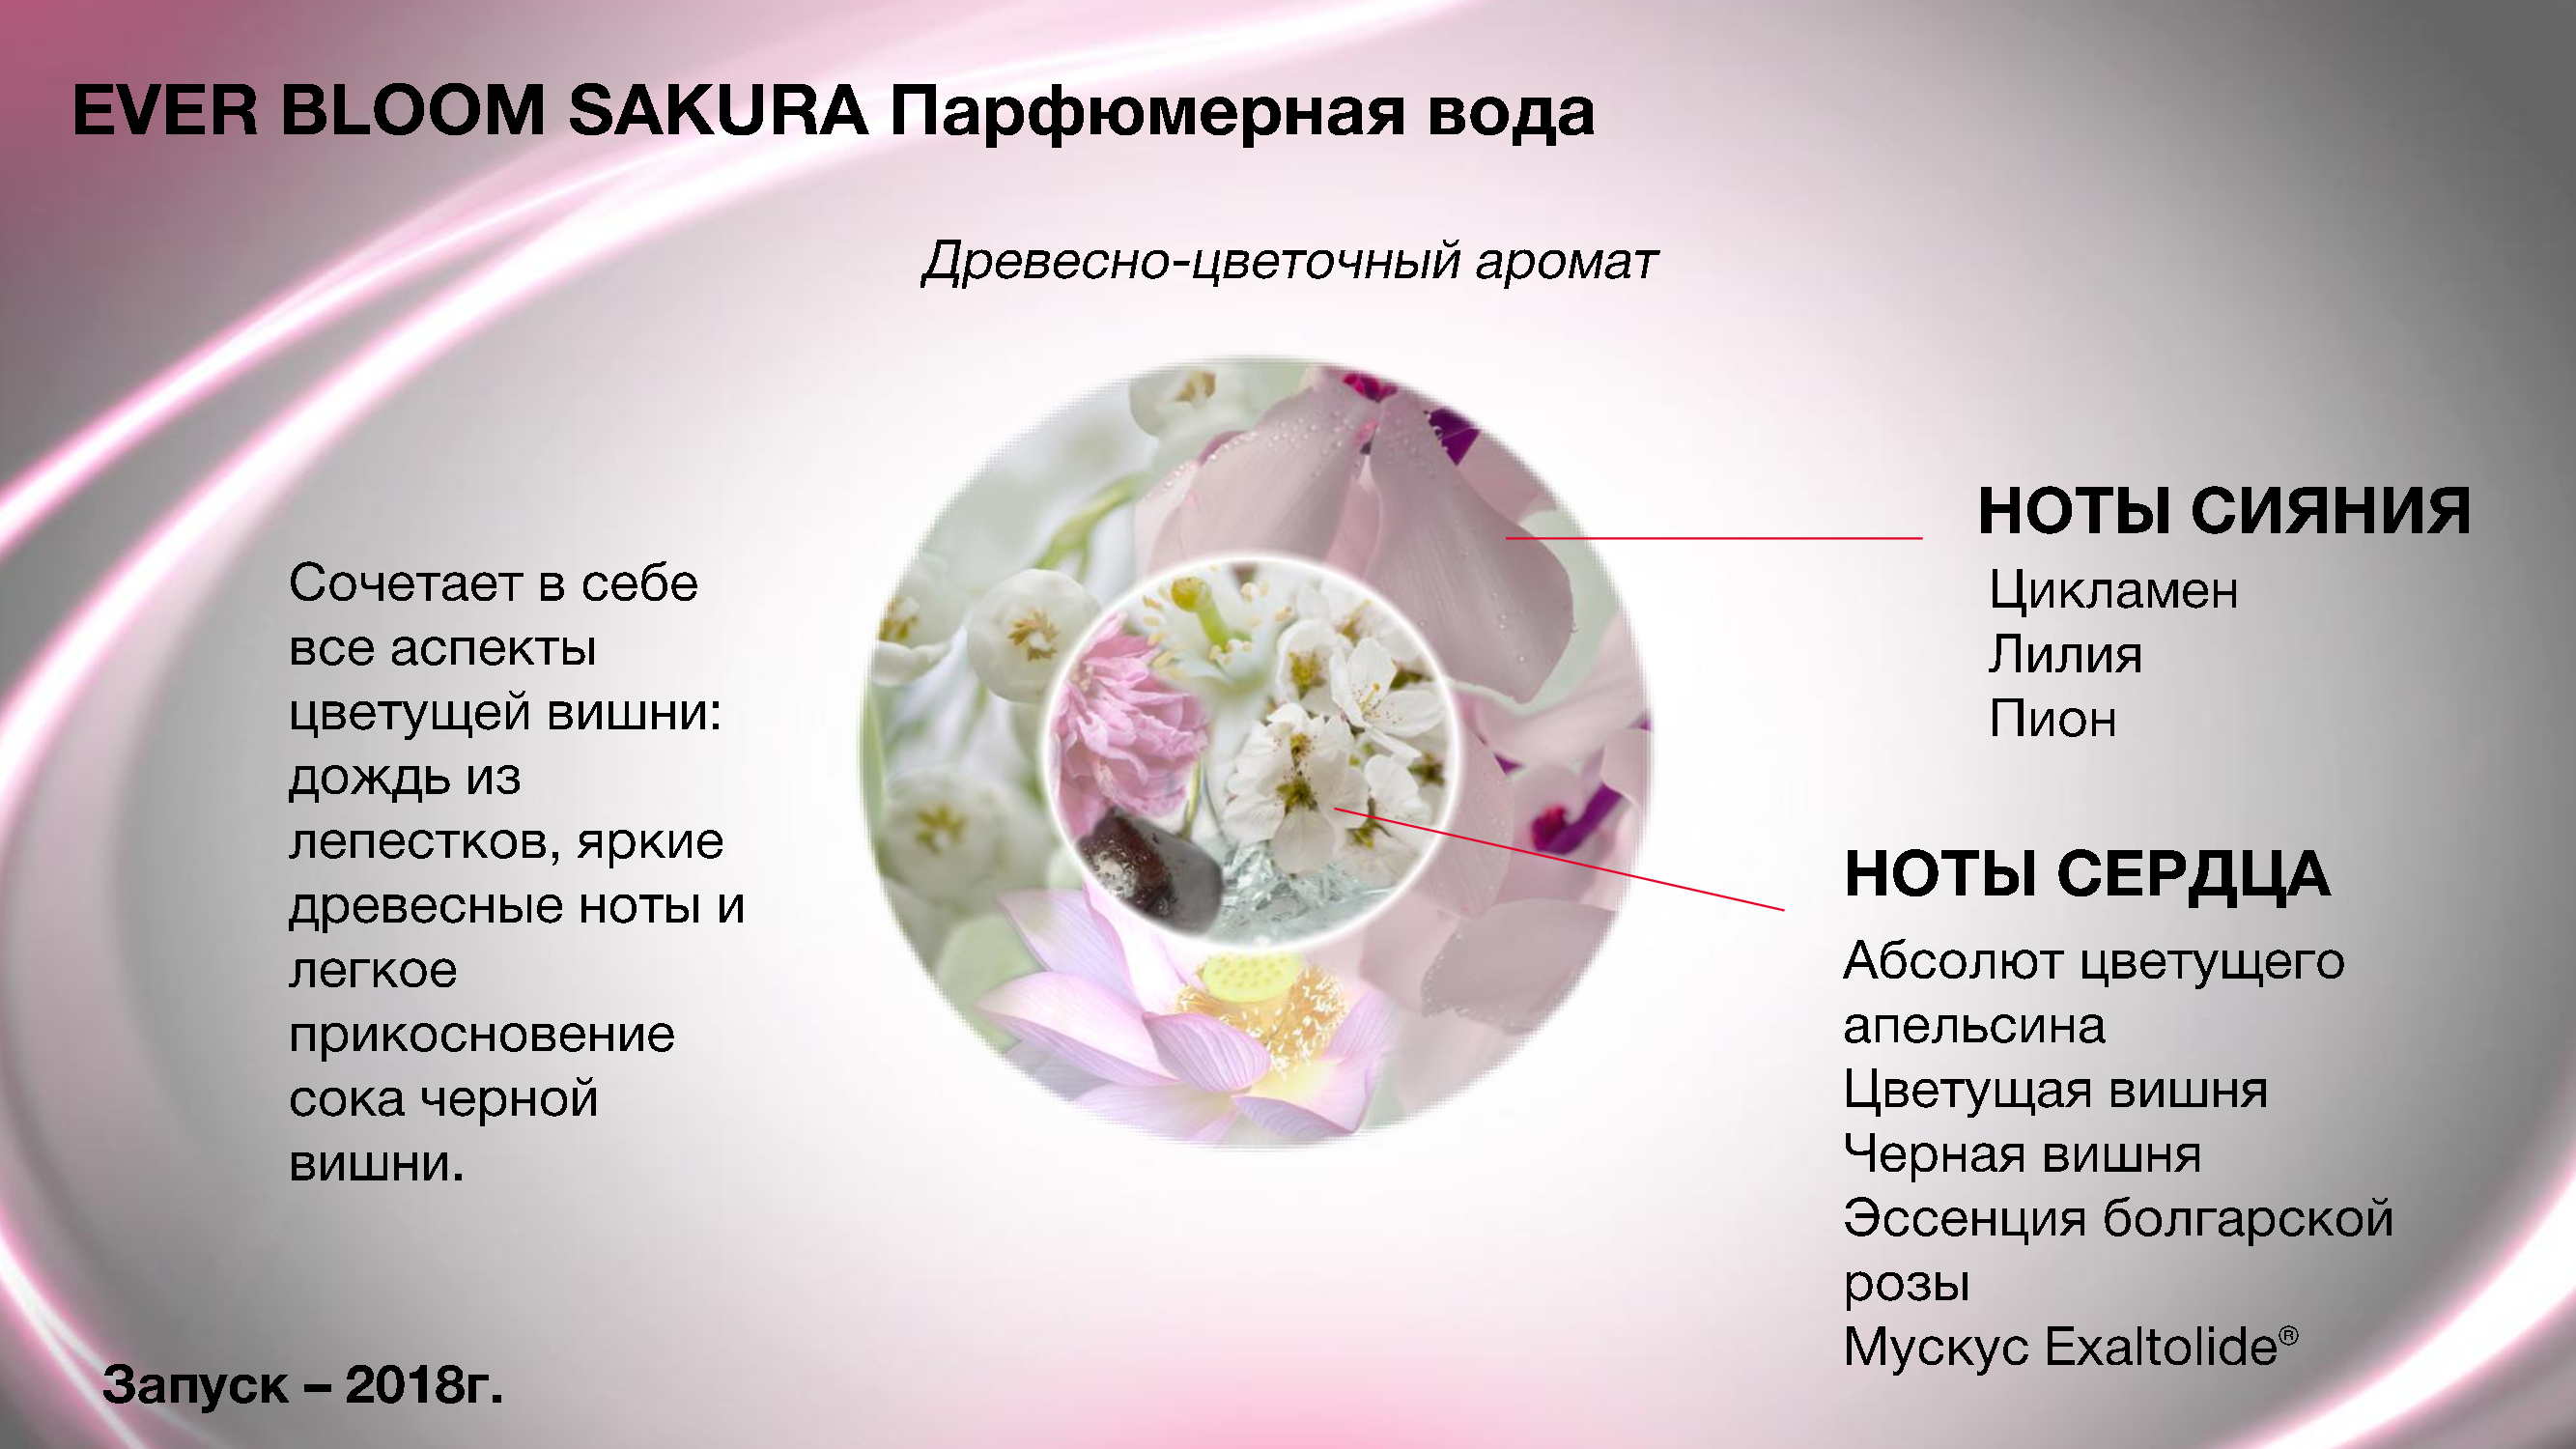 EVER BLOOM SAKURA Парфюмерная вода
Древесно-цветочный аромат
Сочетает в себе
все аспекты
цветущей вишни:
дождь из
лепестков, яркие
древесные ноты и
легкое
прикосновение
сока черной
вишни.
НОТЫ СИЯНИЯ
Цикламен
Лилия
Пион
НОТЫ СЕРДЦА
Абсолют цветущего
апельсина
Цветущая вишня
Черная вишня
Эссенция болгарской
розы
Мускус Exaltolide®
Запуск – 2018г.